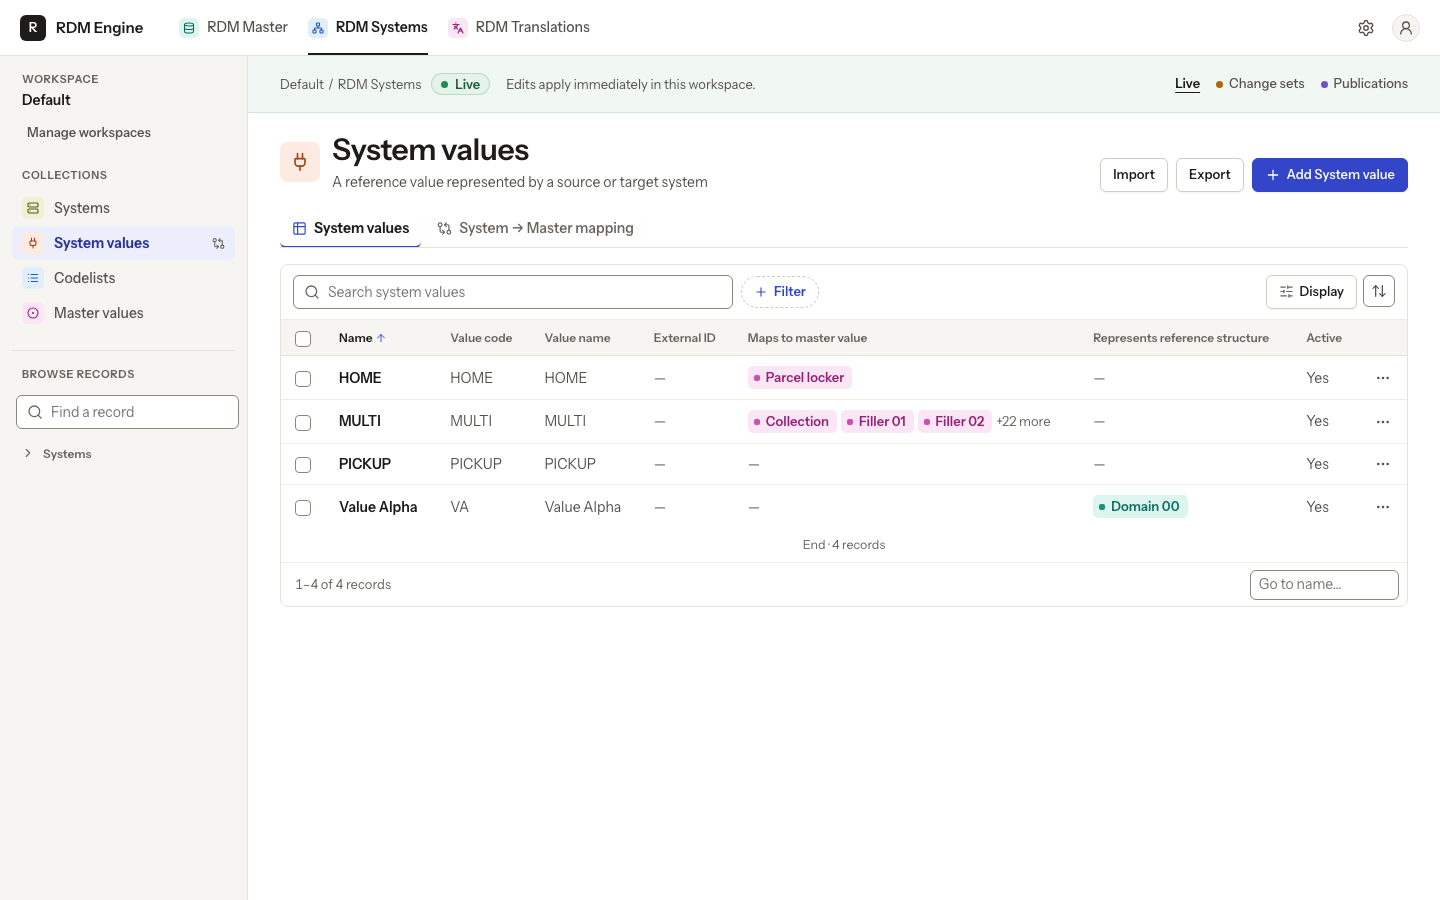 R RDM Engine RDM Master RDM Systems RDM Translations
WORKSPACE
Default
Manage workspaces
COLLECTIONS
Systems
System values
Codelists
Master values
BROWSE RECORDS
Find a record
Systems
Default / RDM Systems Live Edits apply immediately in this workspace. Live Change sets Publications
System values
A reference value represented by a source or target system
Import Export + Add System value
System values System → Master mapping
Search system values + Filter Display
Name ↑ Value code Value name External ID Maps to master value Represents reference structure Active
HOME HOME HOME — Parcel locker — Yes ...
MULTI MULTI MULTI — Collection Filler 01 Filler 02 +22 more — Yes ...
PICKUP PICKUP PICKUP — — — Yes ...
Value Alpha VA Value Alpha — — Domain 00 Yes ...
End · 4 records
1–4 of 4 records Go to name...